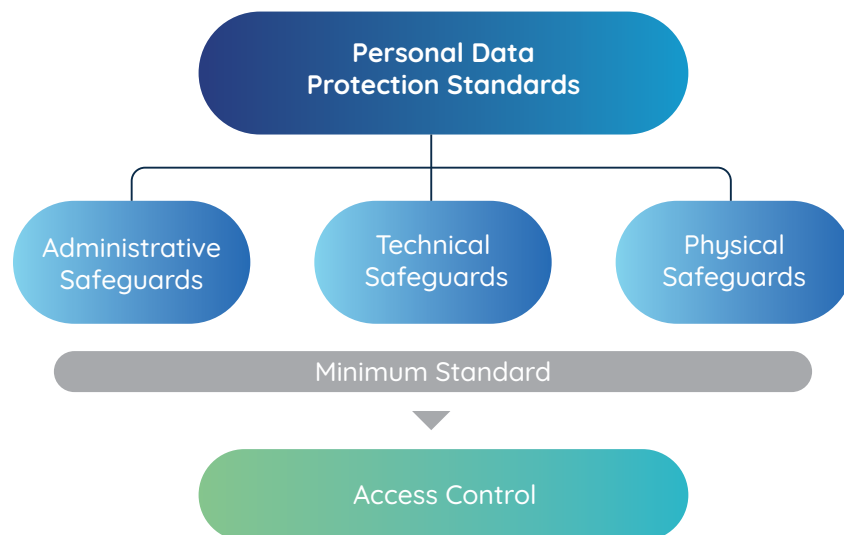 Personal Data
Protection Standards
Administrative
Safeguards
Technical
Safeguards
Physical
Safeguards
Minimum Standard
Access Control